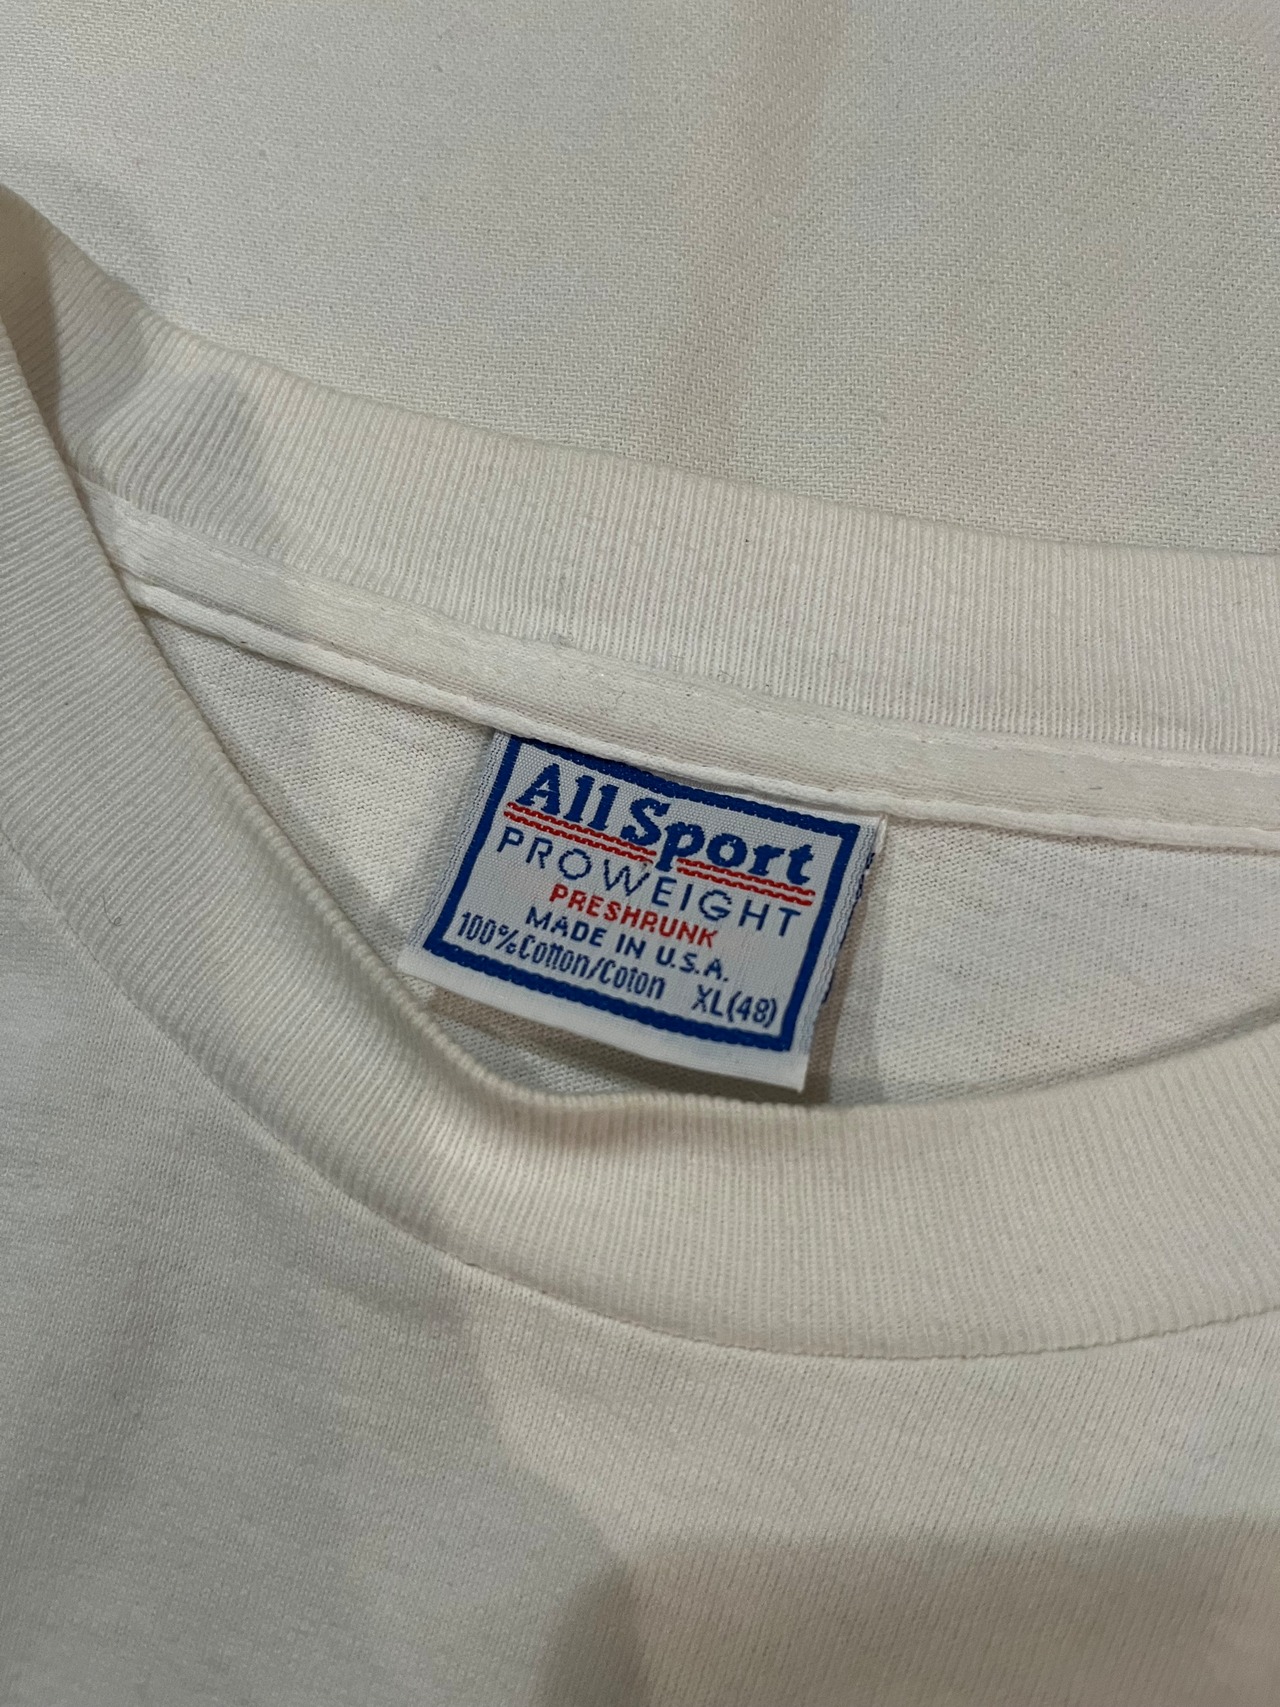 All Sport
PROWEIGHT
PRESHRUNK
MADE IN U.S.A.
100% Cotton/Coton XL(48)